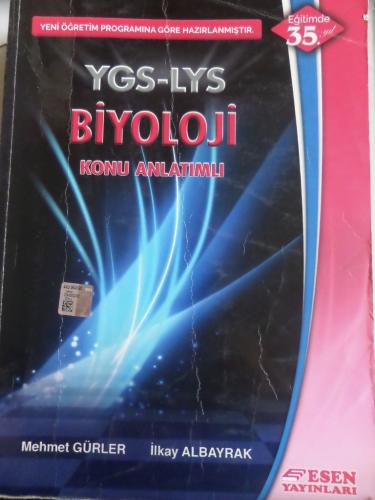 YENİ ÖĞRETİM PROGRAMINA GÖRE HAZIRLANMIŞTIR.
Eğitimde
35. yıl
YGS-LYS
BİYOLOJİ
KONU ANLATIMLI
Mehmet GÜRLER İlkay ALBAYRAK
ESEN
YAYINLARI